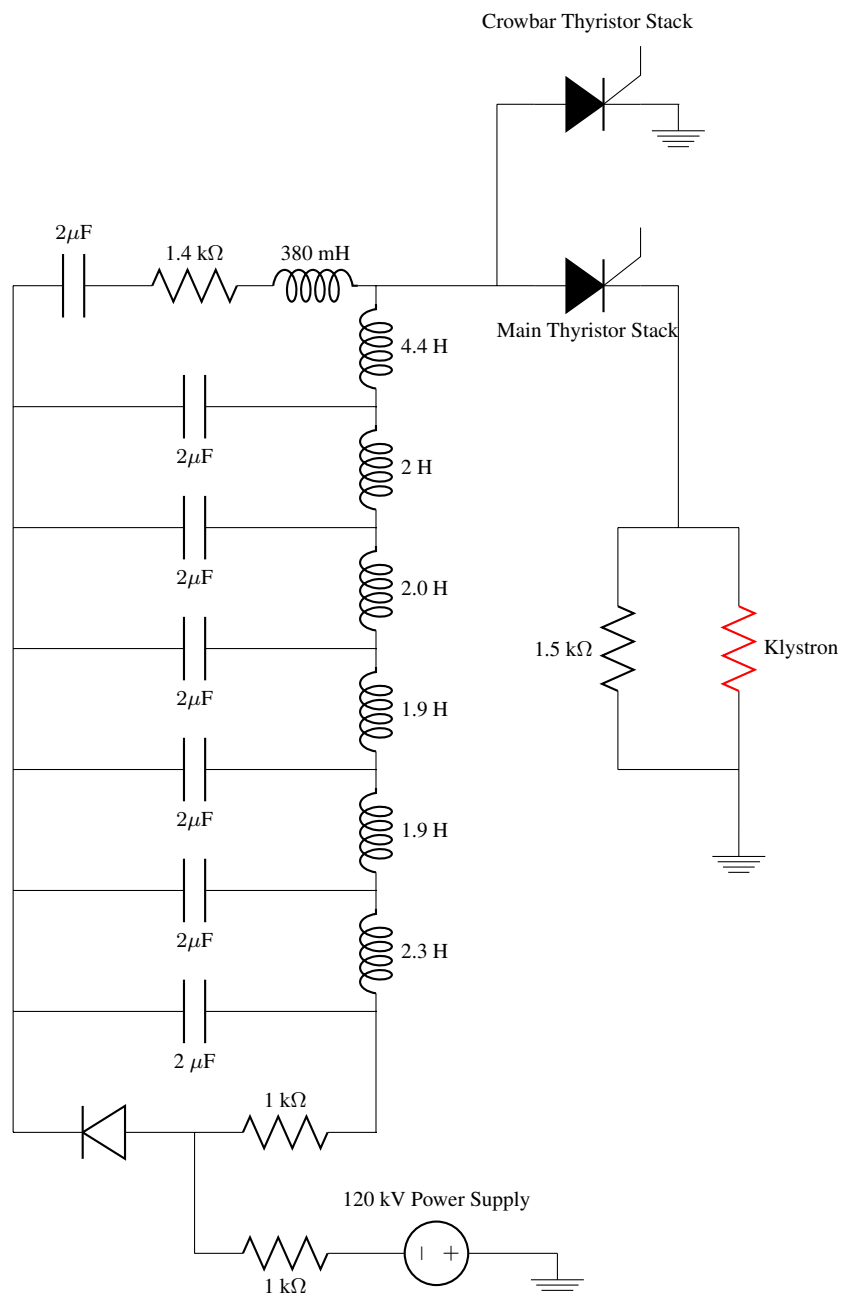 Crowbar Thyristor Stack
2μF
1.4 kΩ
380 mH
Main Thyristor Stack
4.4 H
2μF
2 H
2μF
2.0 H
1.5 kΩ
Klystron
2μF
1.9 H
2μF
1.9 H
2μF
2.3 H
2 μF
1 kΩ
120 kV Power Supply
1 kΩ